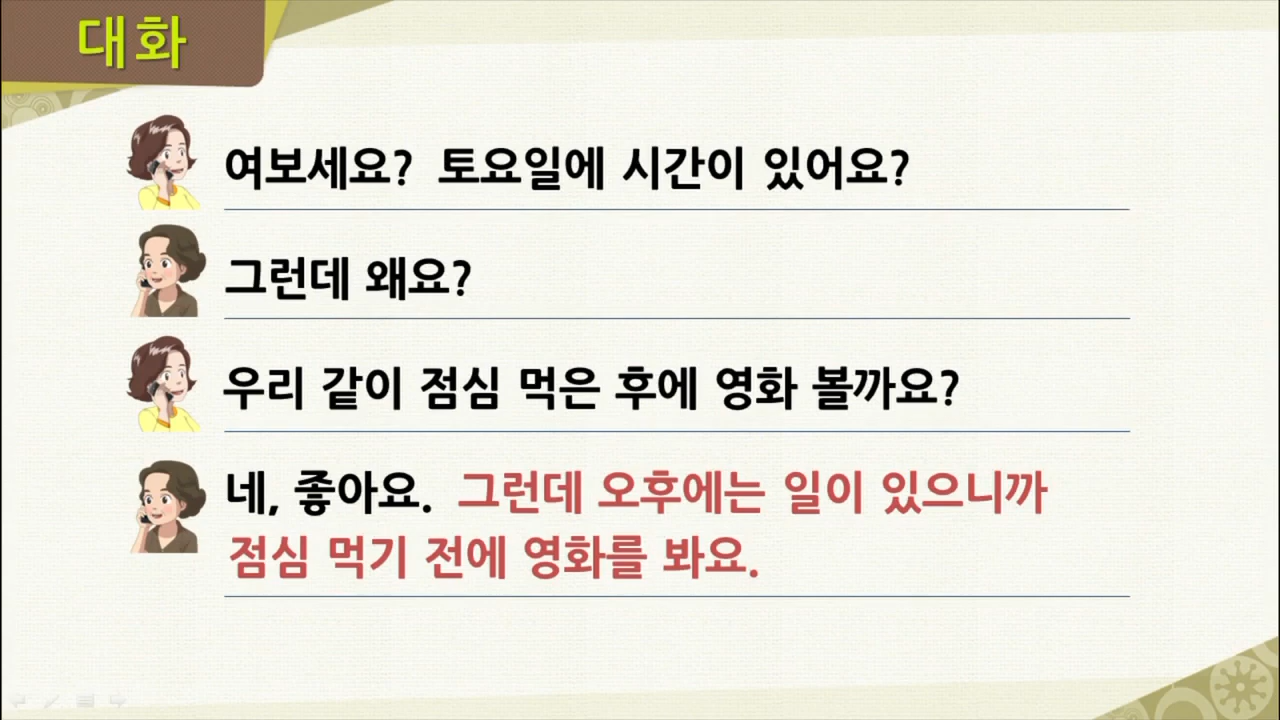 대화
여보세요? 토요일에 시간이 있어요?
그런데 왜요?
우리 같이 점심 먹은 후에 영화 볼까요?
네, 좋아요. 그런데 오후에는 일이 있으니까
점심 먹기 전에 영화를 봐요.